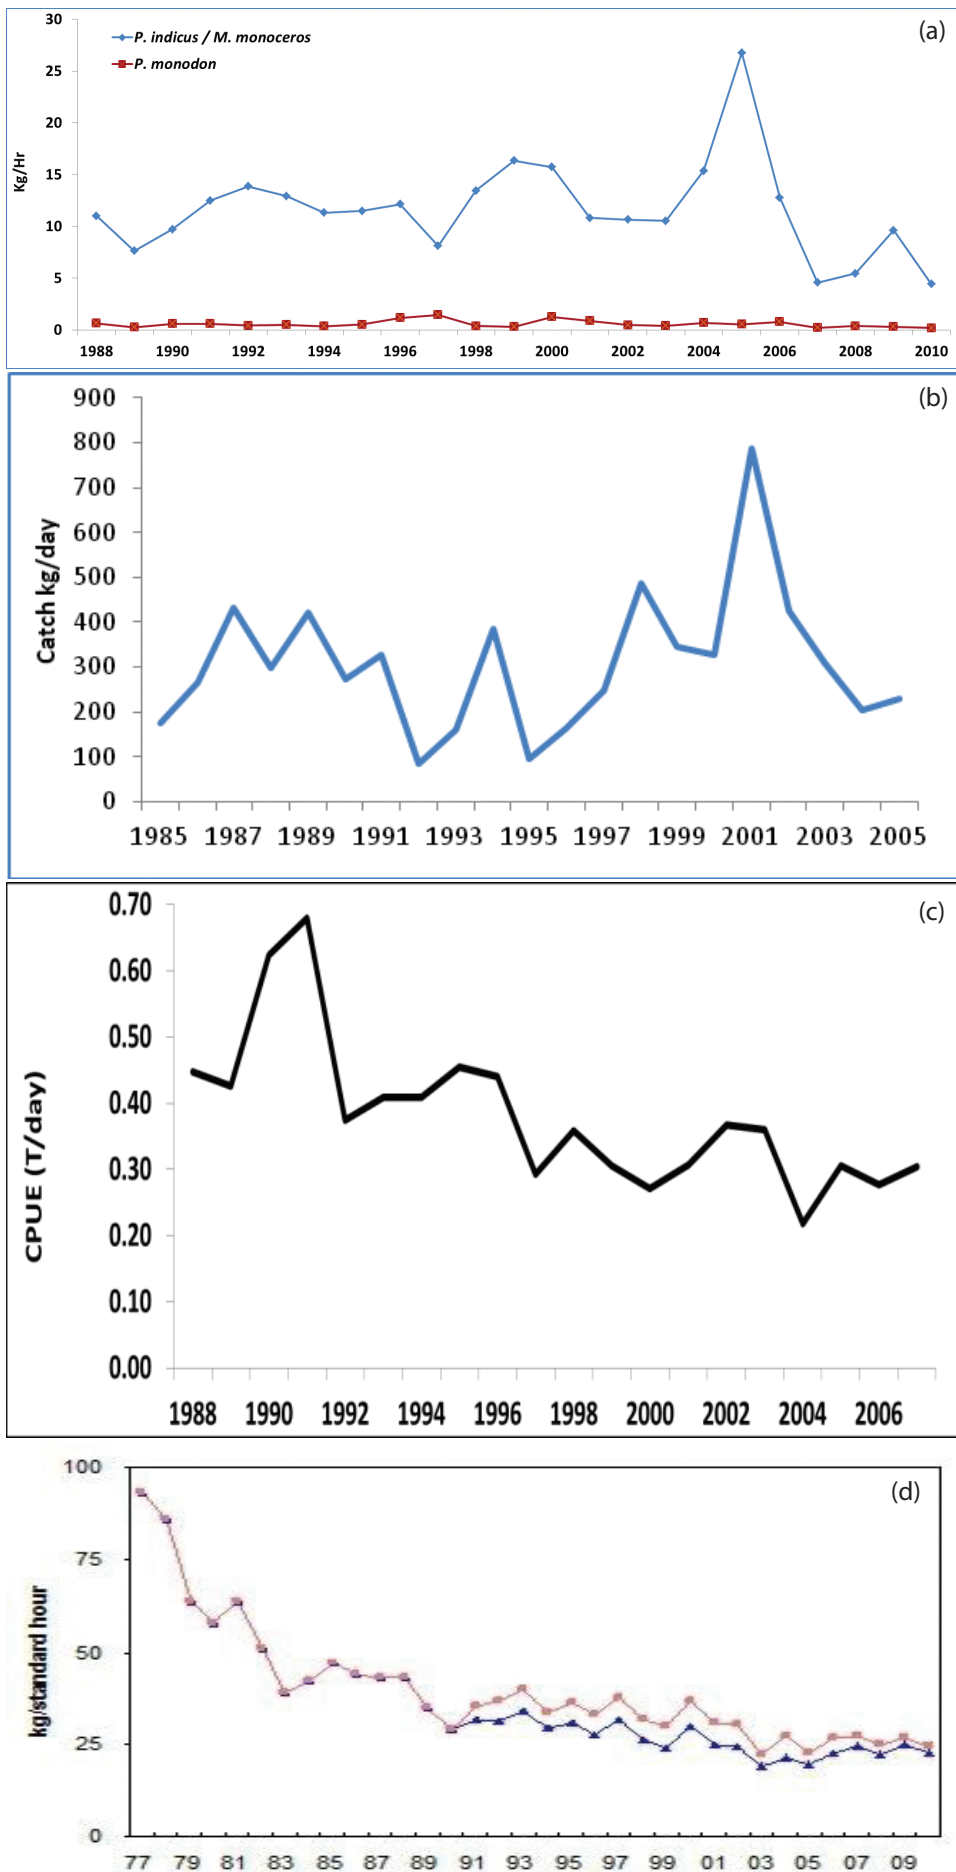 (a)
P. indicus / M. monoceros
P. monodon
30
25
20
15
10
5
0
Kg/Hr
1988 1990 1992 1994 1996 1998 2000 2002 2004 2006 2008 2010
(b)
900
800
700
600
500
400
300
200
100
0
Catch kg/day
1985 1987 1989 1991 1993 1995 1997 1999 2001 2003 2005
(c)
0.70
0.60
0.50
0.40
0.30
0.20
0.10
0.00
CPUE (T/day)
1988 1990 1992 1994 1996 1998 2000 2002 2004 2006
(d)
100
75
50
25
0
kg/standard hour
77 79 81 83 85 87 89 91 93 95 97 99 01 03 05 07 09